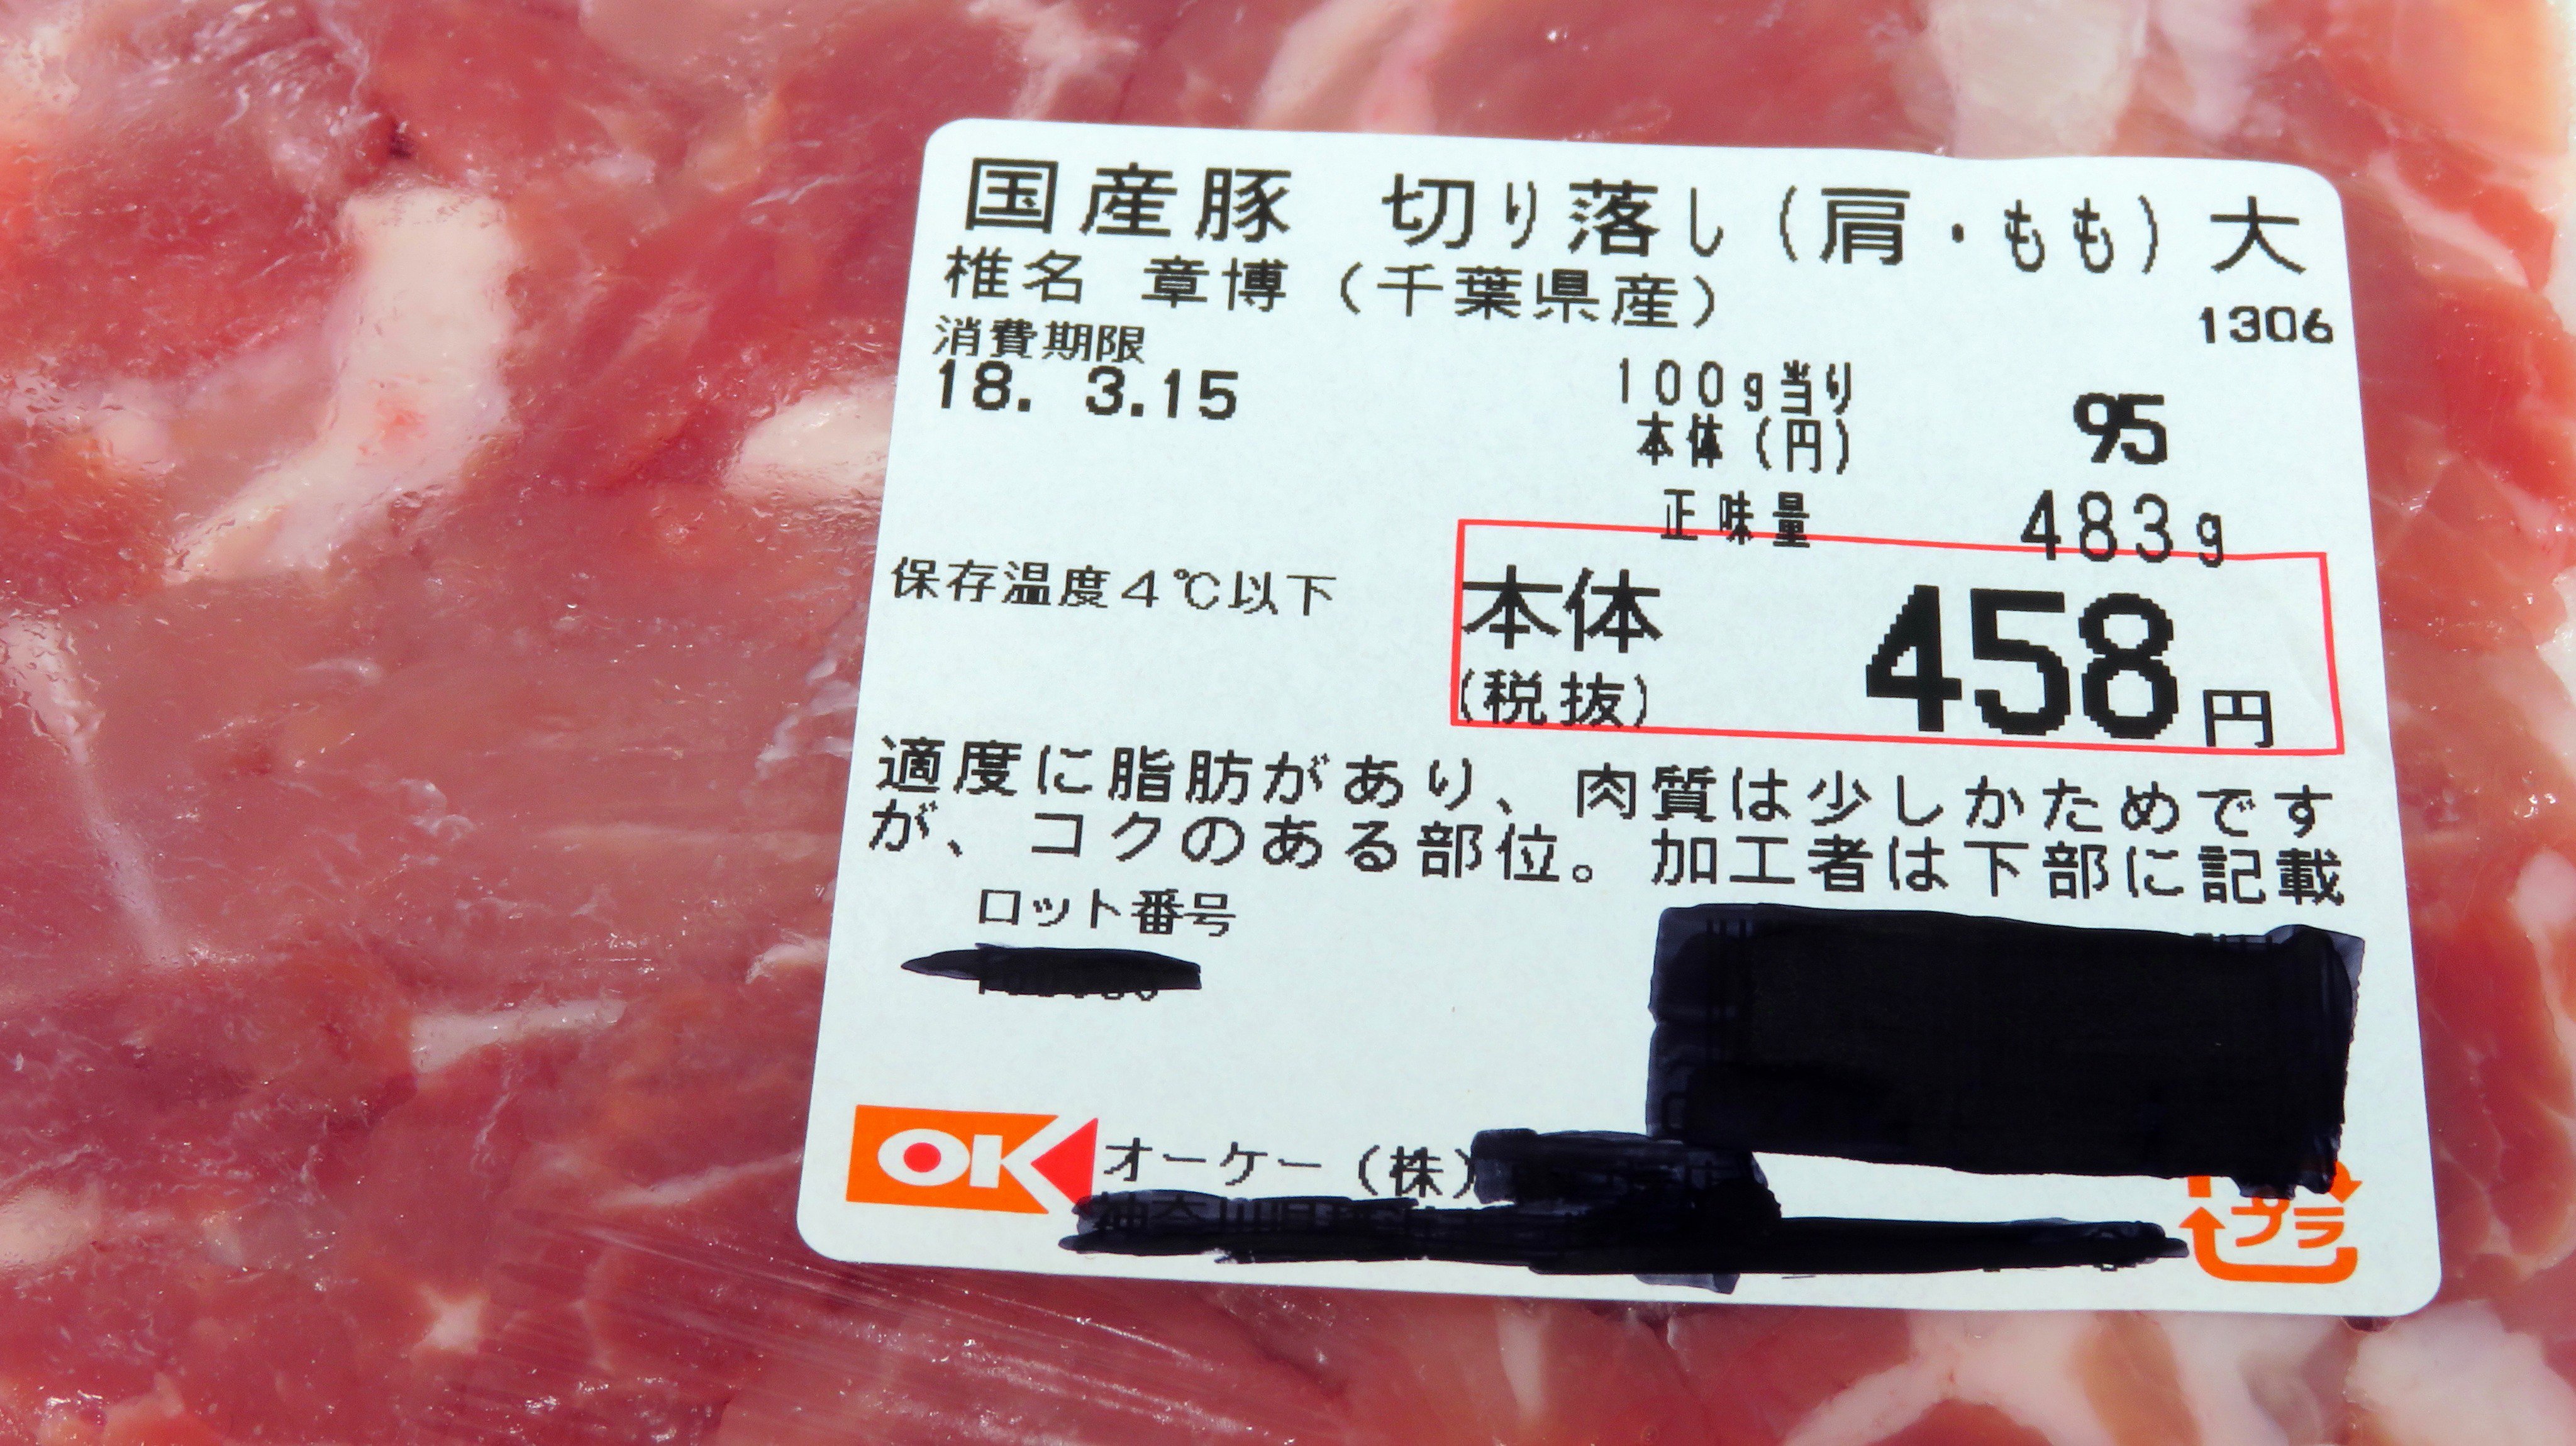 国産豚 切り落し(肩・もも)大
椎名 章博(千葉県産)
1306
消費期限
18. 3.15
100g当り
本体(円) 95
正味量 483g
保存温度4℃以下
本体
(税抜) 458円
適度に脂肪があり、肉質は少しかためです
が、コクのある部位。加工者は下部に記載
ロット番号
OK オーケー(株)
プラ